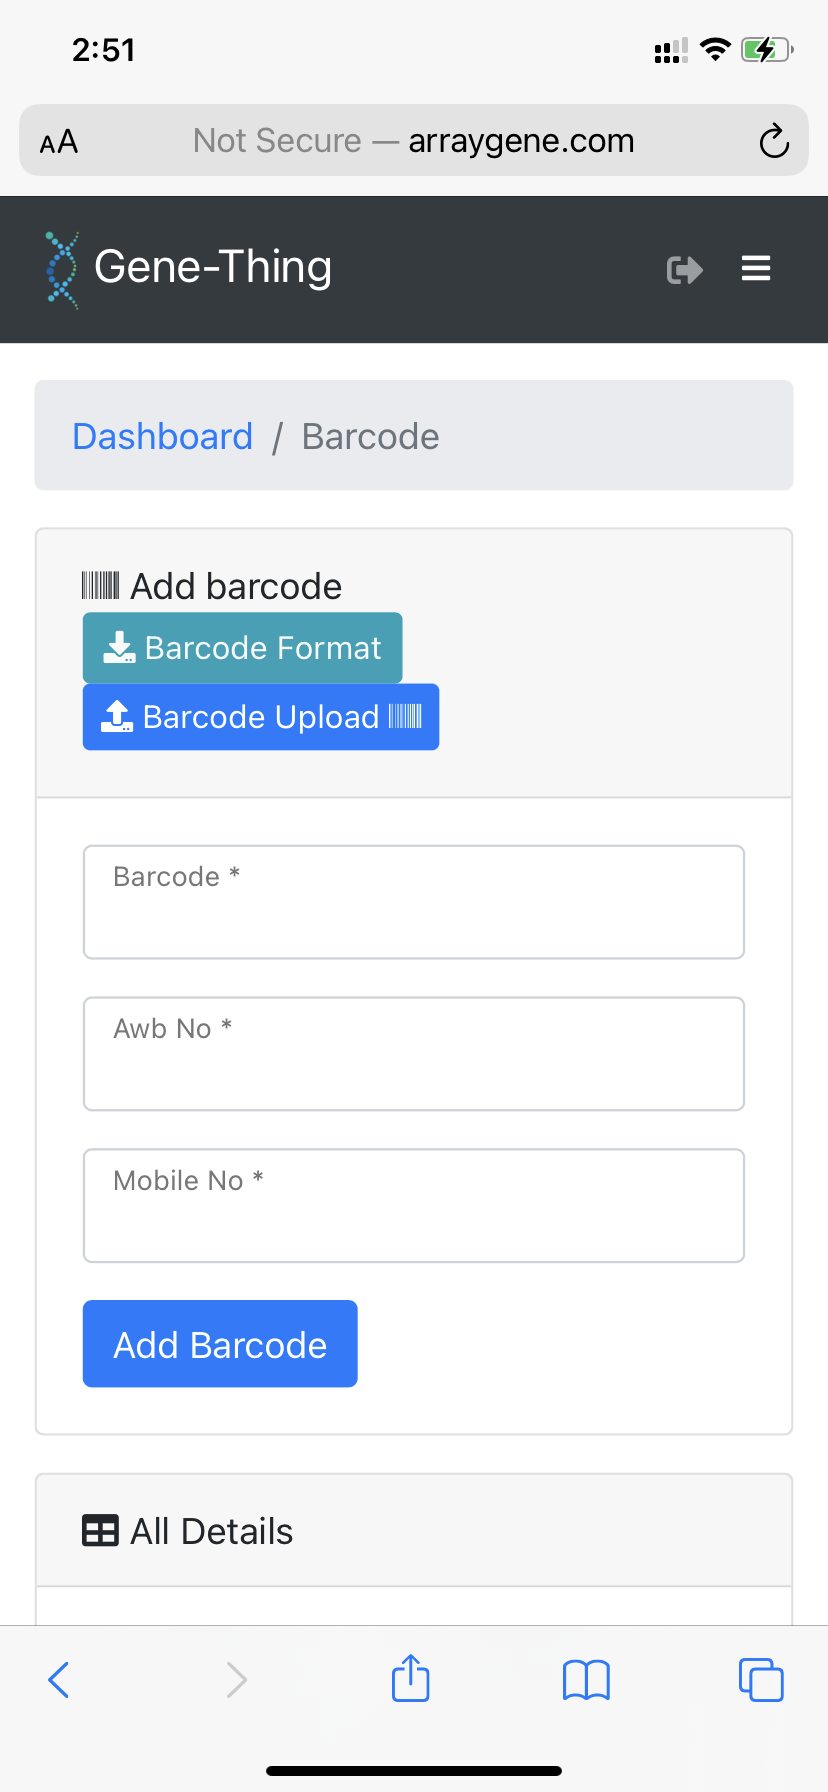 2:51
AA Not Secure — arraygene.com
Gene-Thing
Dashboard / Barcode
Add barcode
Barcode Format
Barcode Upload
Barcode *
Awb No *
Mobile No *
Add Barcode
All Details